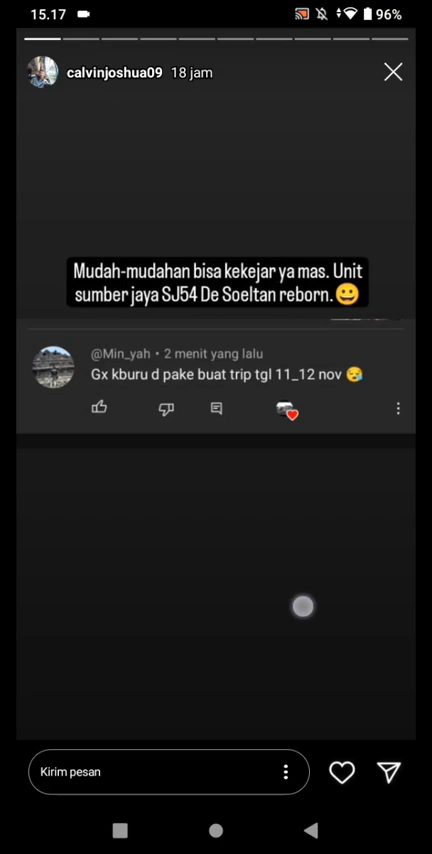 15.17
96%
calvinjoshua09 18 jam
Mudah-mudahan bisa kekejar ya mas. Unit
sumber jaya SJ54 De Soeltan reborn.😀
@Min_yah • 2 menit yang lalu
Gx kburu d pake buat trip tgl 11_12 nov 😪
Kirim pesan